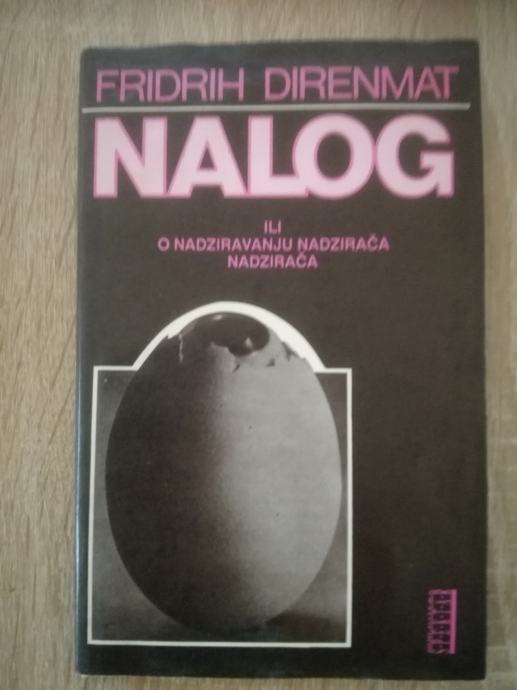 FRIDRIH DIRENMAT
NALOG
ILI
O NADZIRAVANJU NADZIRAČA
NADZIRAČA